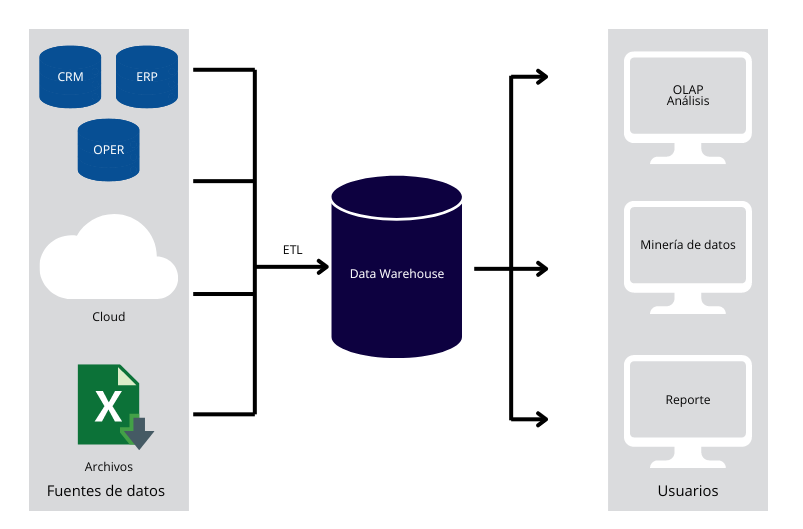 CRM
ERP
OPER
Cloud
X
Archivos
Fuentes de datos
ETL
Data Warehouse
OLAP
Análisis
Minería de datos
Reporte
Usuarios